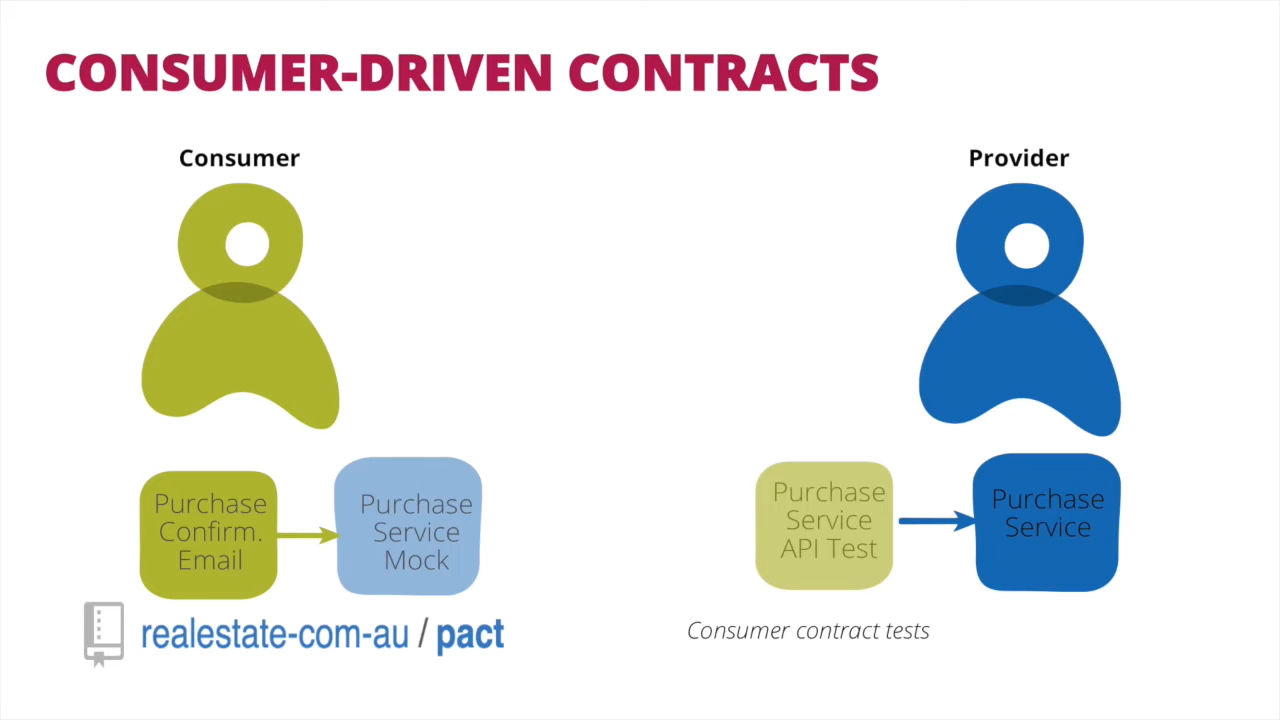 CONSUMER-DRIVEN CONTRACTS
Consumer
Provider
Purchase
Confirm.
Email
Purchase
Service
Mock
Purchase
Service
API Test
Purchase
Service
realestate-com-au / pact
Consumer contract tests